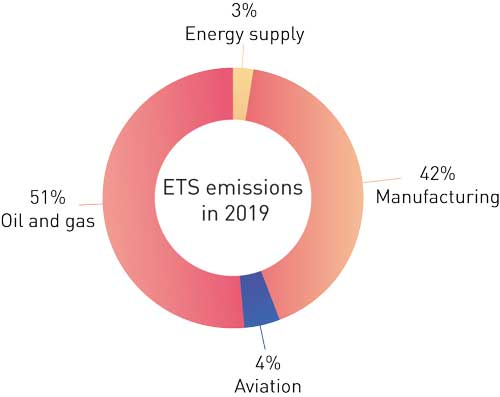 3%
Energy supply
42%
Manufacturing
ETS emissions
in 2019
51%
Oil and gas
4%
Aviation